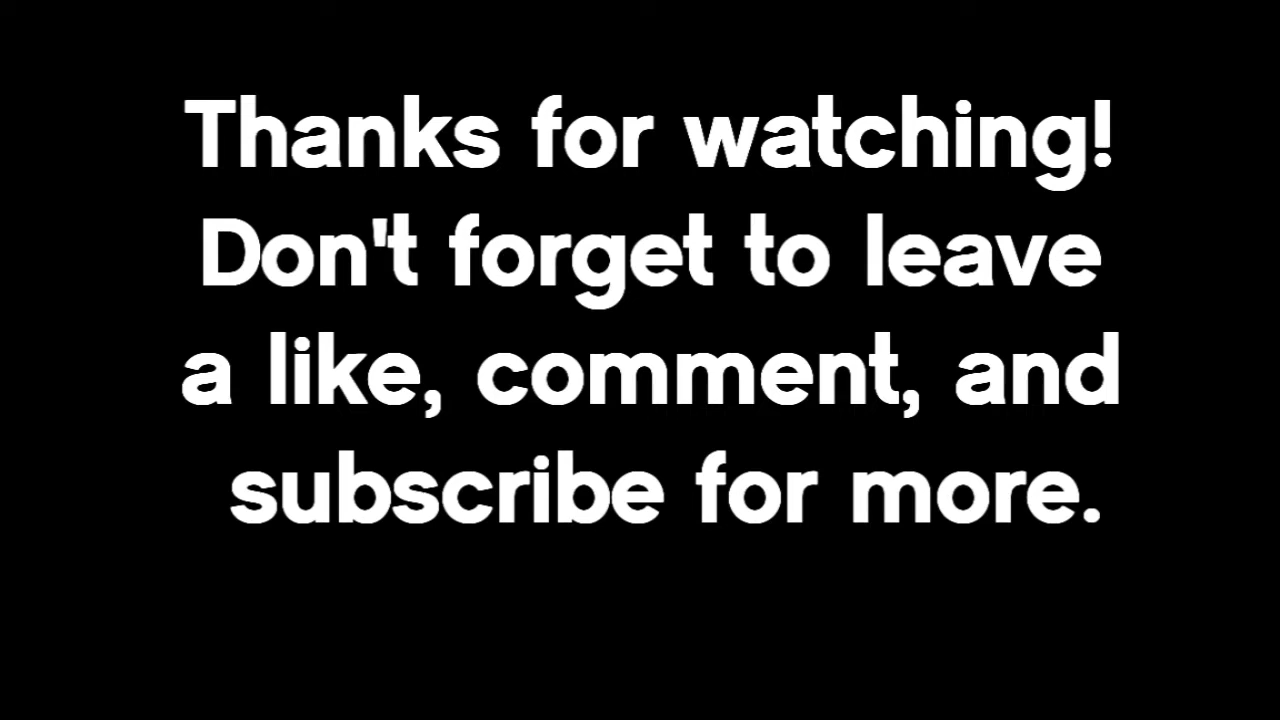 Thanks for watching!
Don't forget to leave
a like, comment, and
subscribe for more.